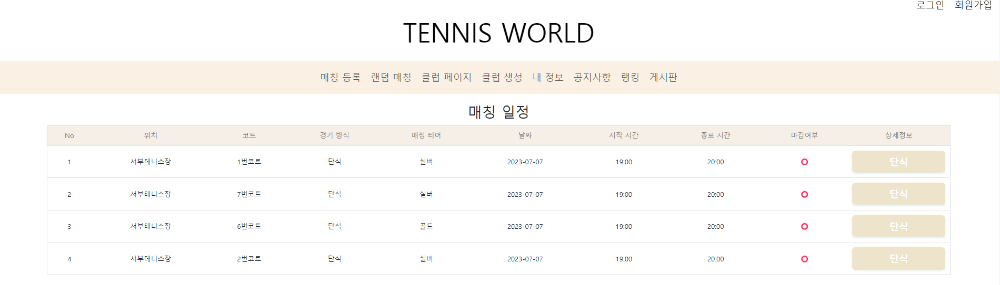 로그인 회원가입
TENNIS WORLD
매칭 등록 랜덤 매칭 클럽 페이지 클럽 생성 내 정보 공지사항 랭킹 게시판
매칭 일정
No 위치 코트 경기 방식 매칭 티어 날짜 시작 시간 종료 시간 마감여부 상세정보
1 서부테니스장 1번코트 단식 실버 2023-07-07 19:00 20:00 단식
2 서부테니스장 7번코트 단식 실버 2023-07-07 19:00 20:00 단식
3 서부테니스장 6번코트 단식 골드 2023-07-07 19:00 20:00 단식
4 서부테니스장 2번코트 단식 실버 2023-07-07 19:00 20:00 단식